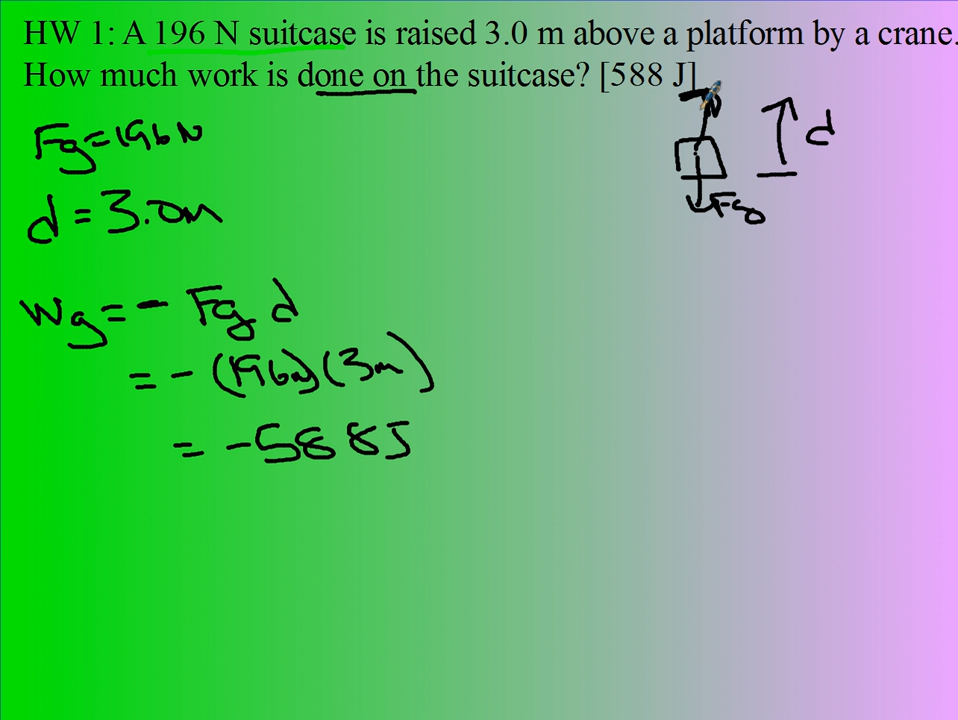 HW 1: A 196 N suitcase is raised 3.0 m above a platform by a crane.
How much work is done on the suitcase? [588 J]
Fg=196N
d
d = 3.0m
Fg
Wg = - Fg d
= - (196N)(3m)
= -588J